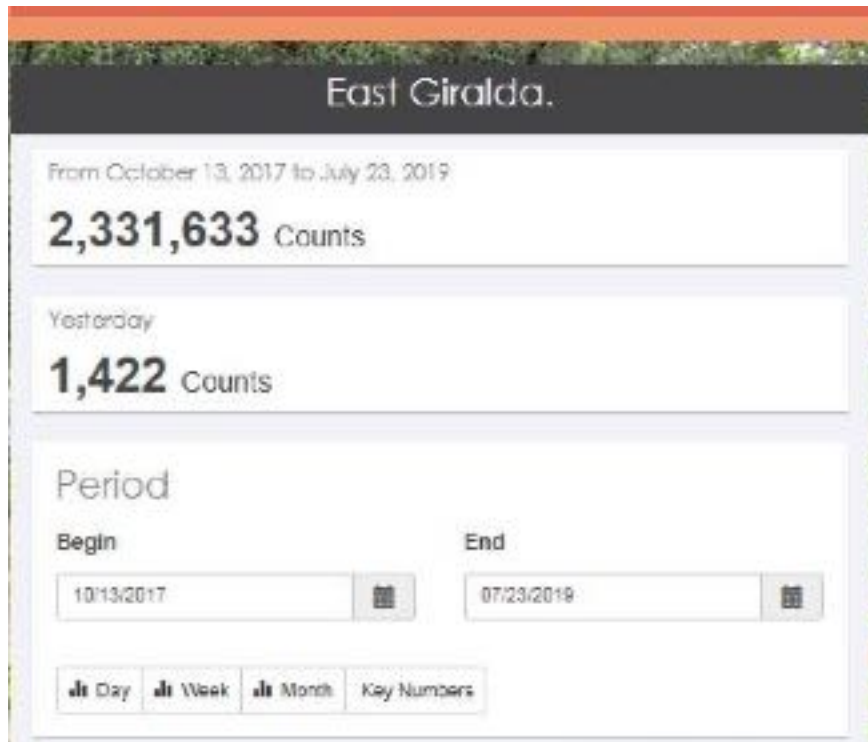 East Giralda.
From October 13, 2017 to July 23, 2019
2,331,633 Counts
Yesterday
1,422 Counts
Period
Begin End
10/13/2017 07/23/2019
Day Week Month Key Numbers